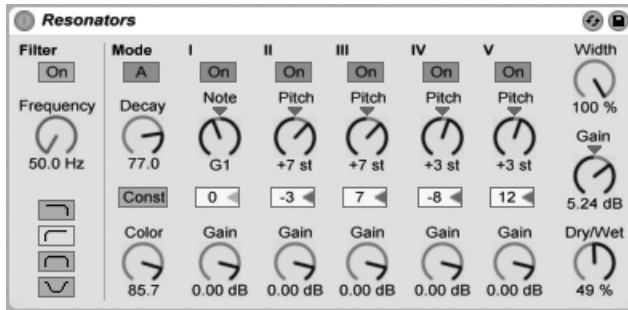 Resonators
Filter Mode I II III IV V Width
On A On On On On On
100 %
Frequency Decay Note Pitch Pitch Pitch Pitch
Gain
50.0 Hz 77.0 G1 +7 st +7 st +3 st +3 st
Const 0 -3 7 -8 12
5.24 dB
Color Gain Gain Gain Gain Gain Dry/Wet
85.7 0.00 dB 0.00 dB 0.00 dB 0.00 dB 0.00 dB 49 %